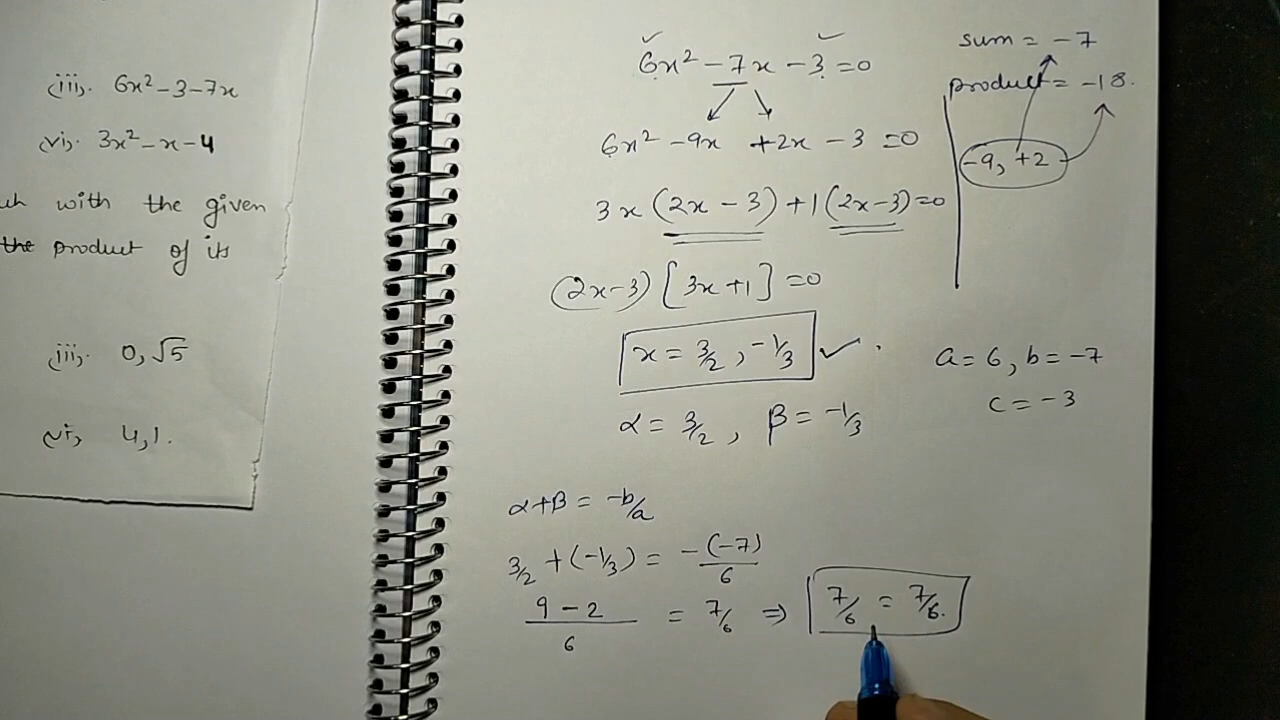 (iii). 6x² - 3 - 7x
(vi). 3x² - x - 4
with the given
the product of its
(iii). 0, √5
(vi), 4,1.
6x² - 7x - 3 = 0
6x² - 9x + 2x - 3 = 0
3x (2x - 3) + 1 (2x - 3) = 0
(2x - 3) [3x + 1] = 0
x = 3/2, -1/3
α = 3/2, β = -1/3
α + β = -b/a
3/2 + (-1/3) = -(-7)/6
9 - 2/6 = 7/6 ⇒ 7/6 = 7/6.
sum = -7
product = -18.
-9, +2
a = 6, b = -7
c = -3